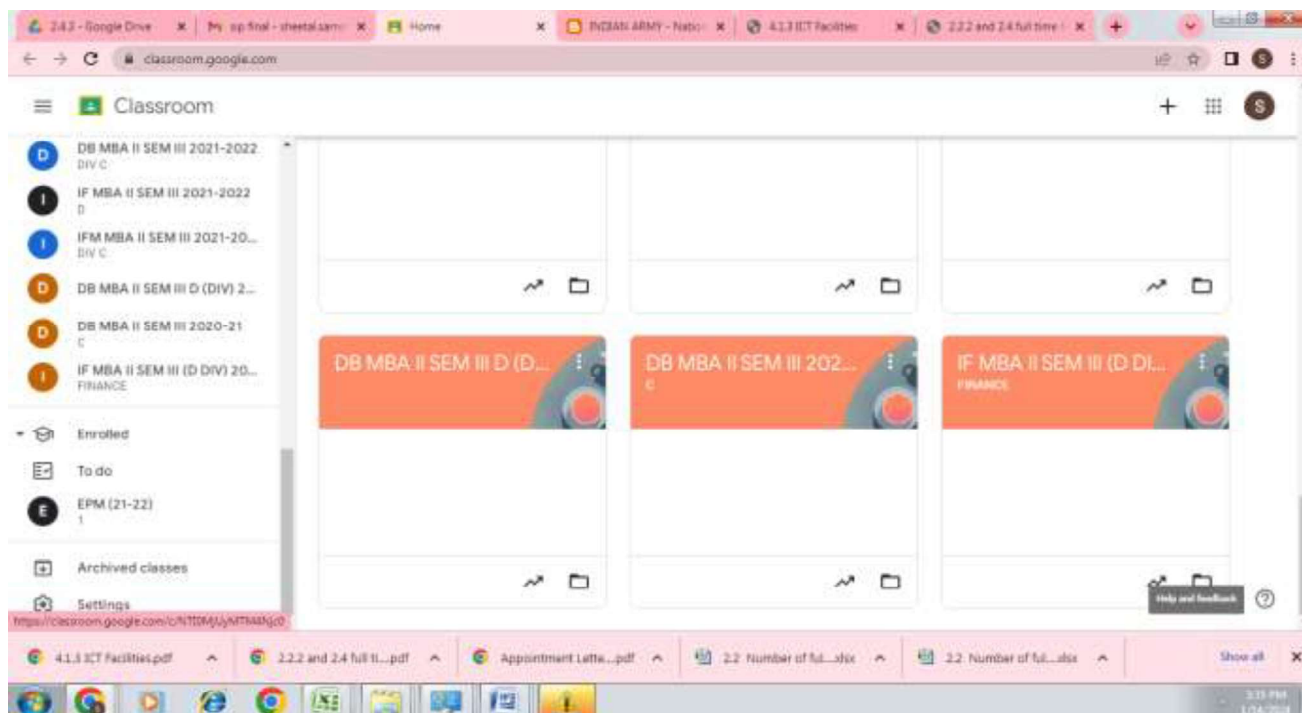 2.4.2 - Google Drive
Home
INDIAN ARMY - Natio
4.1.3 ICT Facilities
2.2.2 and 2.4 full time
classroom.google.com
S
Classroom
S
D
DB MBA II SEM III 2021-2022
DIV C
I
IF MBA II SEM III 2021-2022
D
I
IFM MBA II SEM III 2021-20...
DIV C
D
DB MBA II SEM III D (DIV) 2...
D
DB MBA II SEM III 2020-21
C
I
IF MBA II SEM III (D DIV) 20...
FINANCE
Enrolled
To do
E
EPM (21-22)
1
Archived classes
Settings
DB MBA II SEM III D (D...
DB MBA II SEM III 202...
C
IF MBA II SEM III (D DI...
FINANCE
Help and feedback
4.1.3 ICT Facilities.pdf
2.2.2 and 2.4 full ti....pdf
Appointment Lette....pdf
2.2 Number of ful....xlsx
2.2 Number of ful....xlsx
Show all
3:35 PM